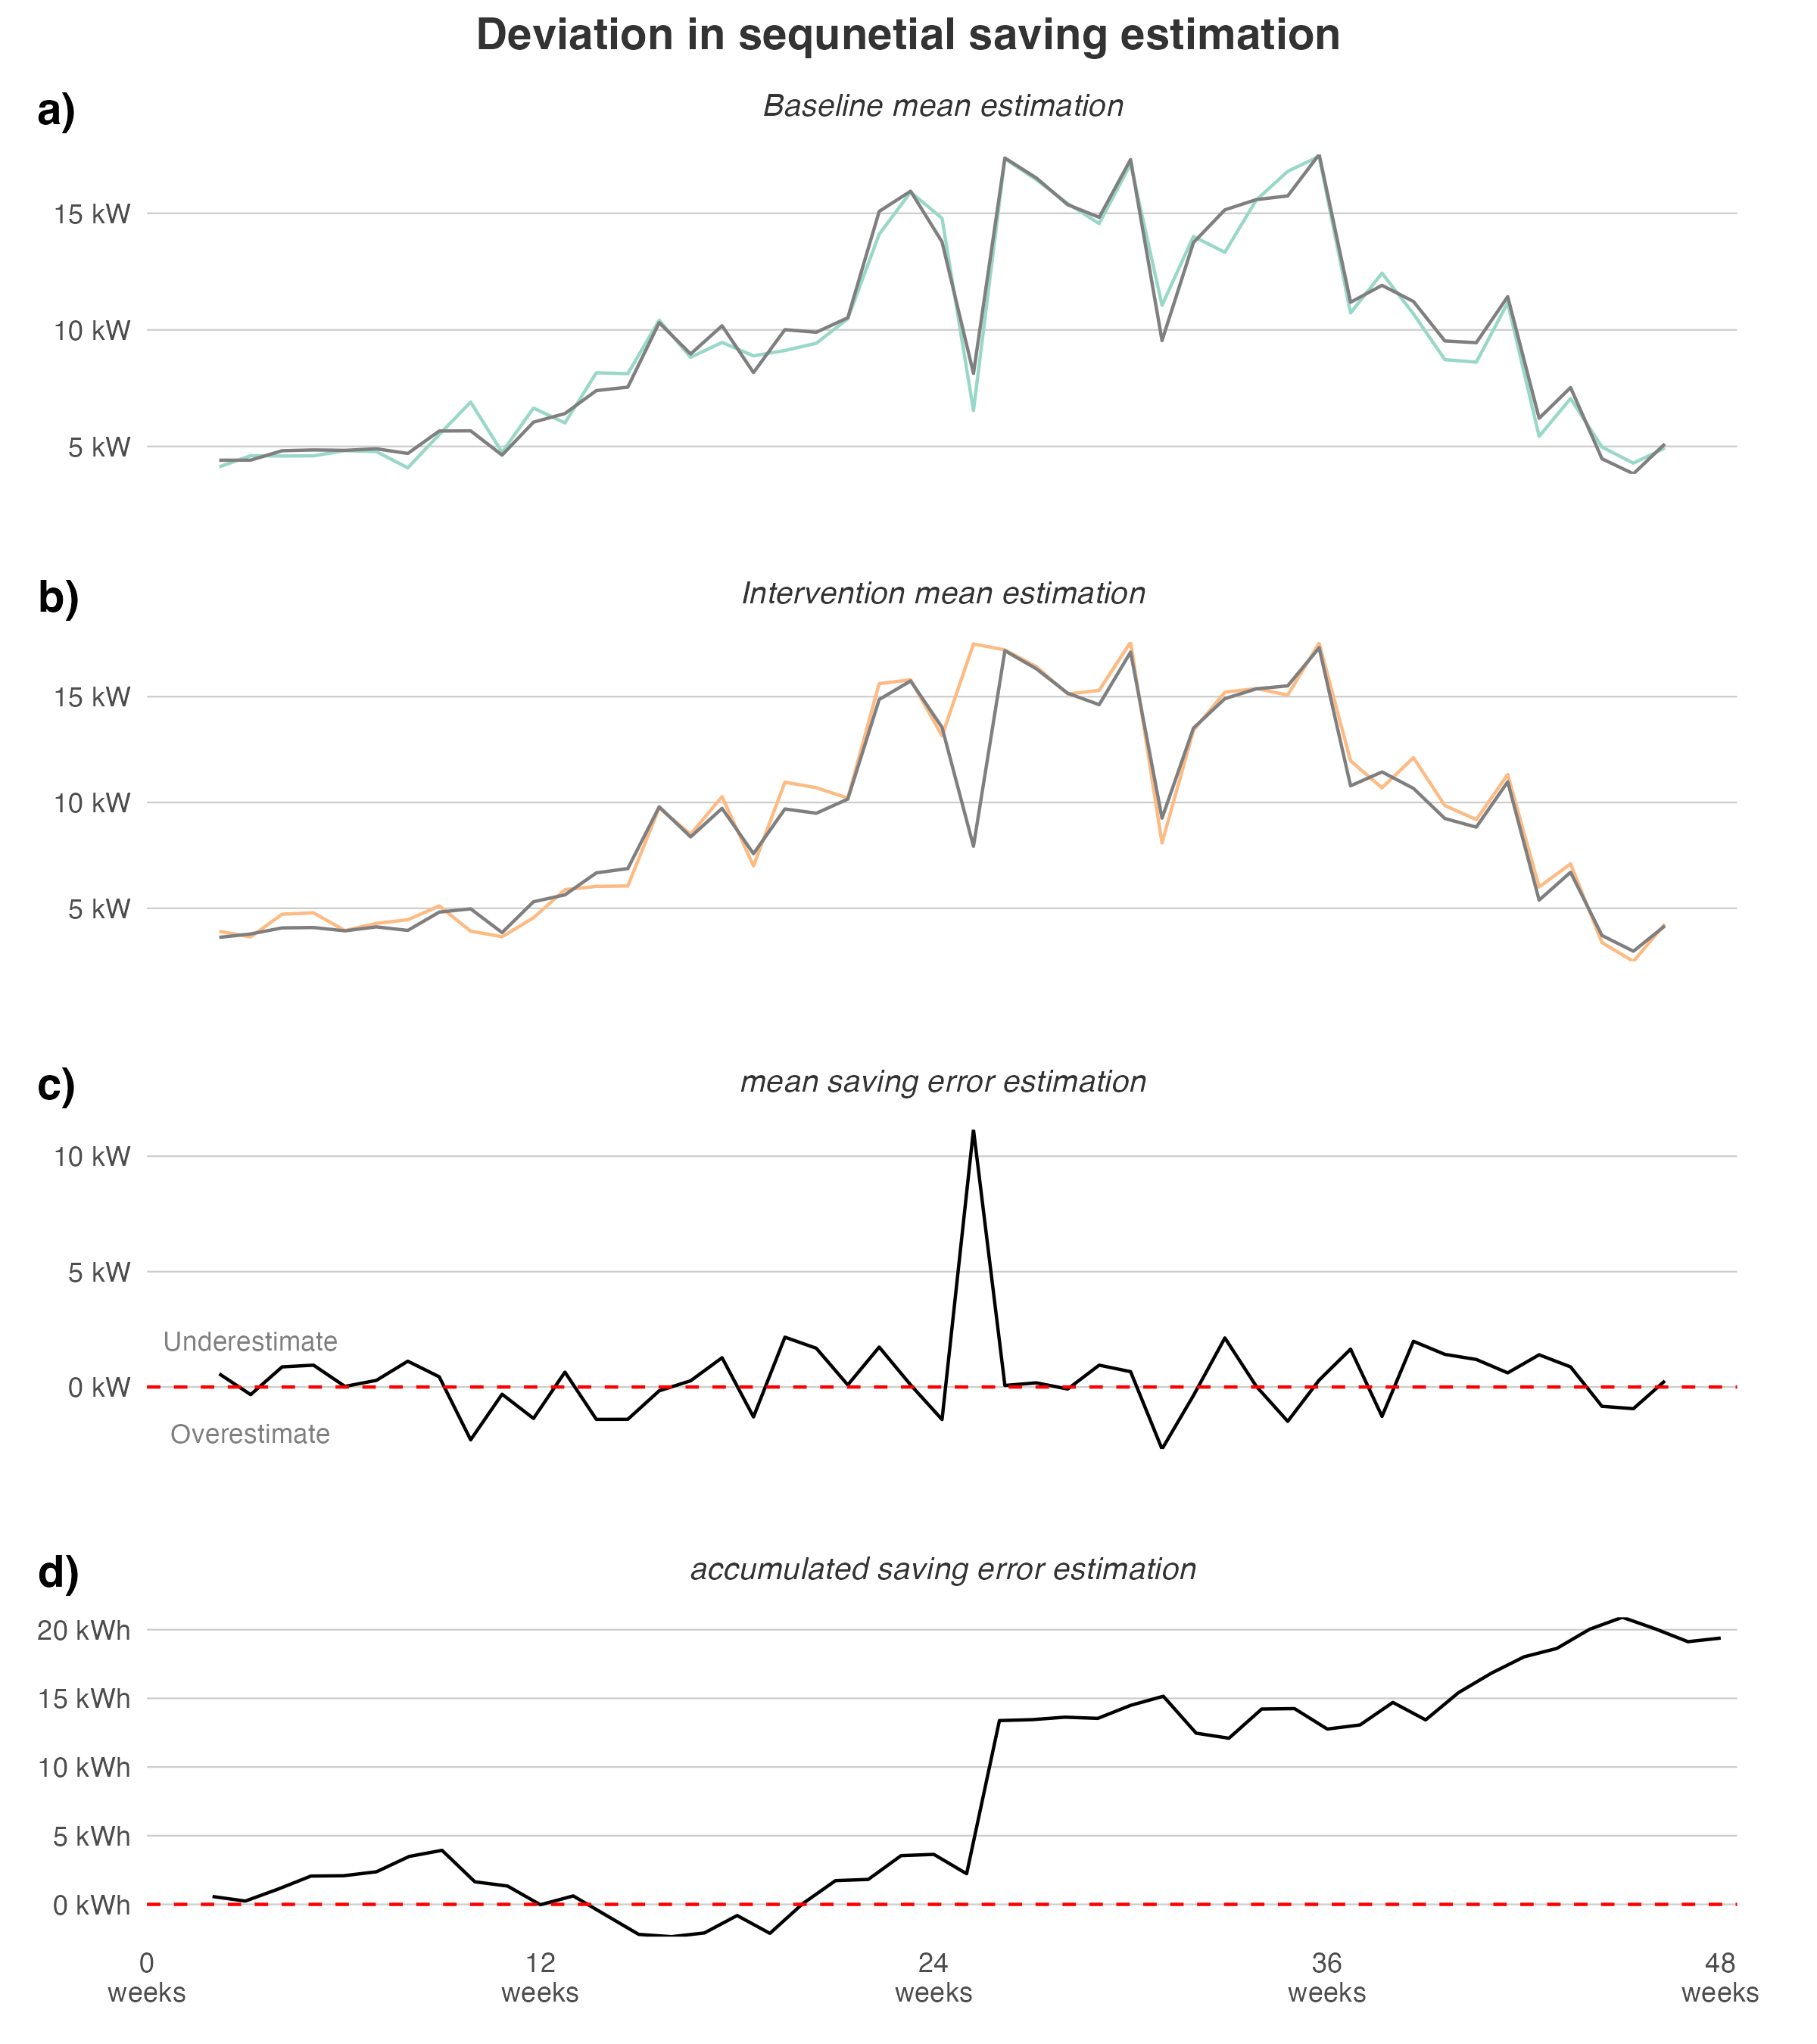 Deviation in sequnetial saving estimation
a)
Baseline mean estimation
15 kW
10 kW
5 kW
b)
Intervention mean estimation
15 kW
10 kW
5 kW
c)
mean saving error estimation
10 kW
5 kW
Underestimate
0 kW
Overestimate
d)
accumulated saving error estimation
20 kWh
15 kWh
10 kWh
5 kWh
0 kWh
0 12 24 36 48
weeks weeks weeks weeks weeks